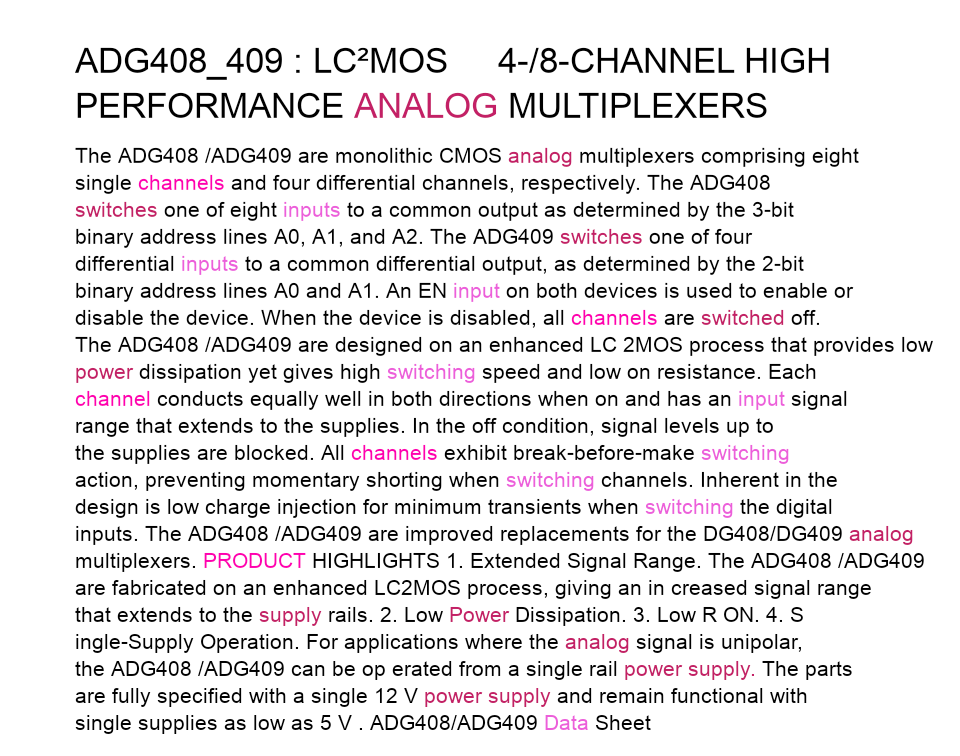 ADG408_409 : LC²MOS 4-/8-CHANNEL HIGH
PERFORMANCE ANALOG MULTIPLEXERS
The ADG408 /ADG409 are monolithic CMOS analog multiplexers comprising eight
single channels and four differential channels, respectively. The ADG408
switches one of eight inputs to a common output as determined by the 3-bit
binary address lines A0, A1, and A2. The ADG409 switches one of four
differential inputs to a common differential output, as determined by the 2-bit
binary address lines A0 and A1. An EN input on both devices is used to enable or
disable the device. When the device is disabled, all channels are switched off.
The ADG408 /ADG409 are designed on an enhanced LC 2MOS process that provides low
power dissipation yet gives high switching speed and low on resistance. Each
channel conducts equally well in both directions when on and has an input signal
range that extends to the supplies. In the off condition, signal levels up to
the supplies are blocked. All channels exhibit break-before-make switching
action, preventing momentary shorting when switching channels. Inherent in the
design is low charge injection for minimum transients when switching the digital
inputs. The ADG408 /ADG409 are improved replacements for the DG408/DG409 analog
multiplexers. PRODUCT HIGHLIGHTS 1. Extended Signal Range. The ADG408 /ADG409
are fabricated on an enhanced LC2MOS process, giving an in creased signal range
that extends to the supply rails. 2. Low Power Dissipation. 3. Low R ON. 4. S
ingle-Supply Operation. For applications where the analog signal is unipolar,
the ADG408 /ADG409 can be op erated from a single rail power supply. The parts
are fully specified with a single 12 V power supply and remain functional with
single supplies as low as 5 V . ADG408/ADG409 Data Sheet